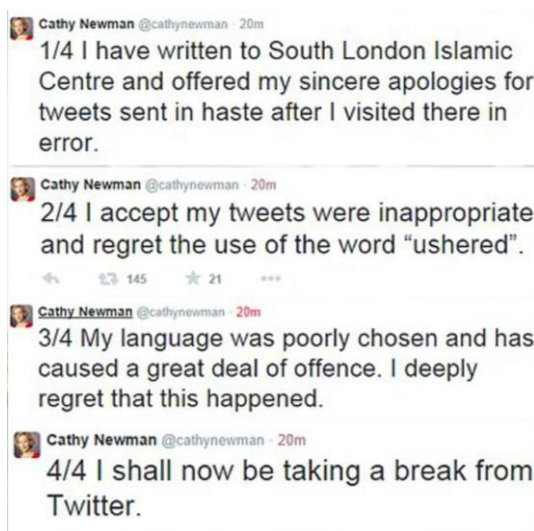 Cathy Newman @cathynewman · 20m
1/4 I have written to South London Islamic
Centre and offered my sincere apologies for
tweets sent in haste after I visited there in
error.
Cathy Newman @cathynewman · 20m
2/4 I accept my tweets were inappropriate
and regret the use of the word “ushered”.
145 21
Cathy Newman @cathynewman · 20m
3/4 My language was poorly chosen and has
caused a great deal of offence. I deeply
regret that this happened.
Cathy Newman @cathynewman · 20m
4/4 I shall now be taking a break from
Twitter.